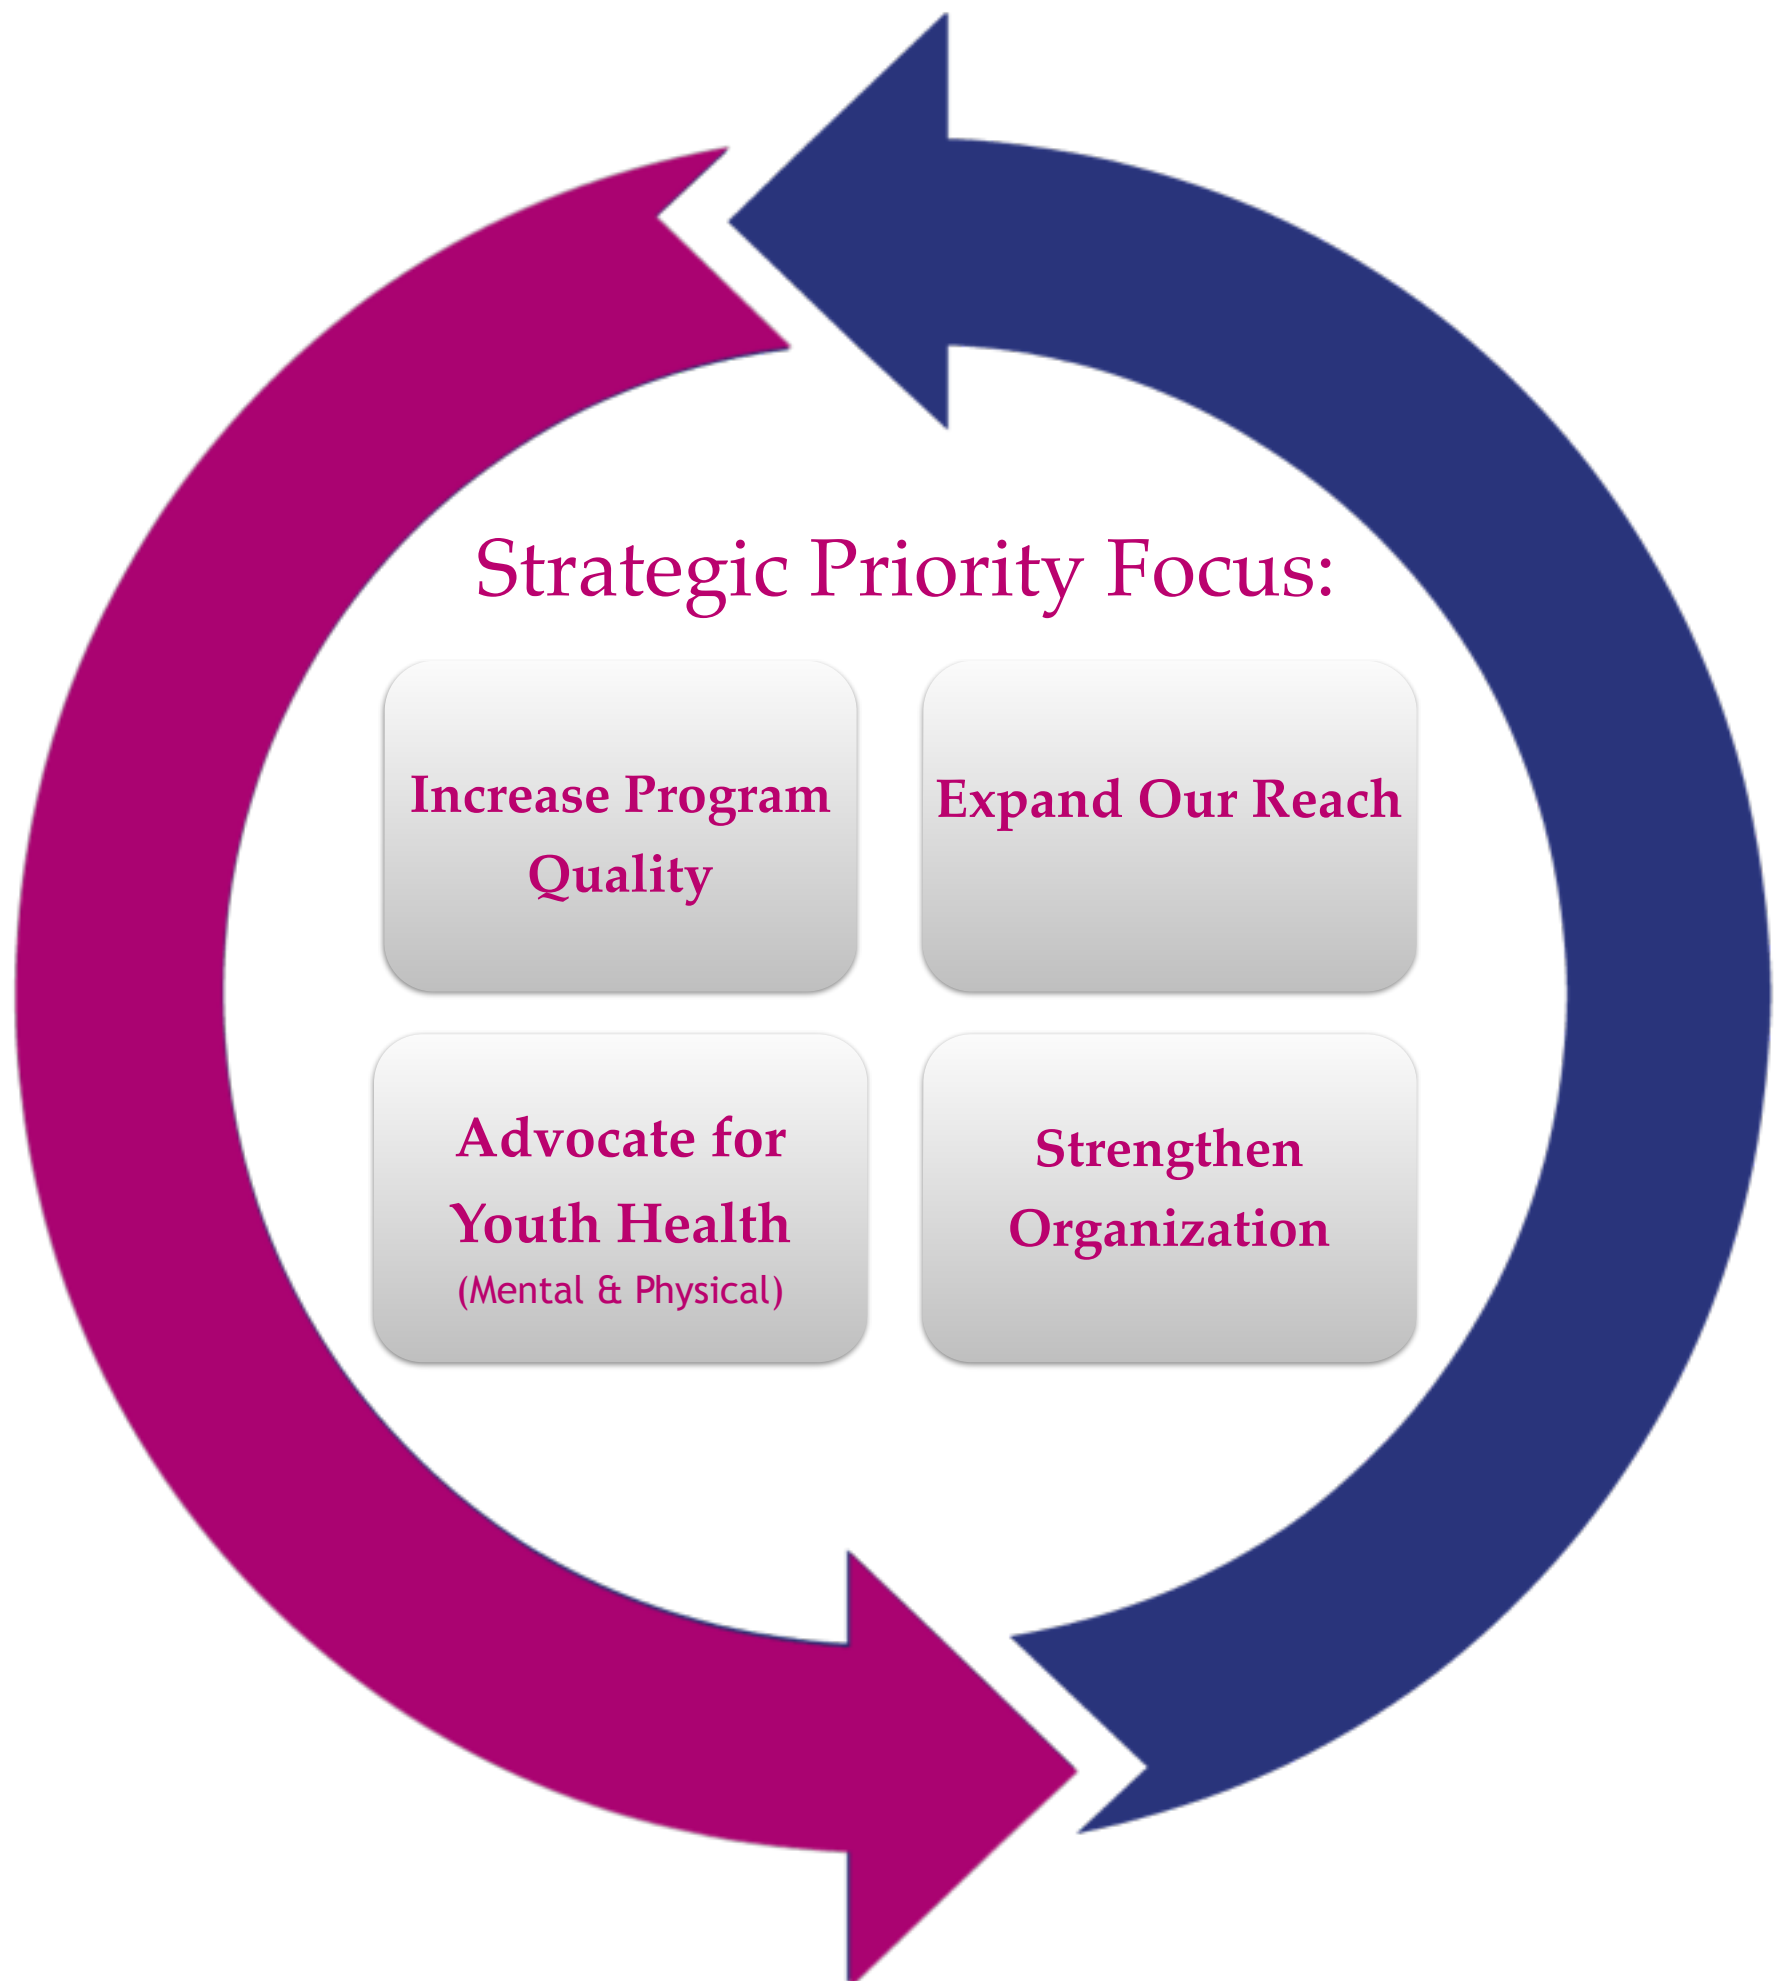 Strategic Priority Focus:
Increase Program
Quality
Expand Our Reach
Advocate for
Youth Health
(Mental & Physical)
Strengthen
Organization